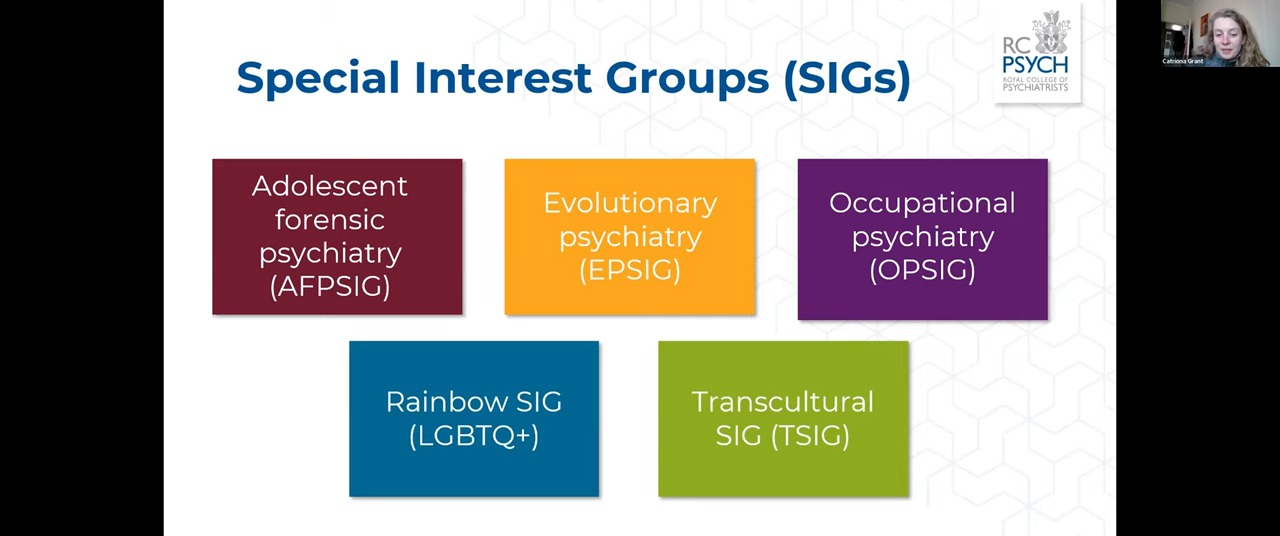 Special Interest Groups (SIGs)
RC
PSYCH
ROYAL COLLEGE OF
PSYCHIATRISTS
Catriona Grant
Adolescent
forensic
psychiatry
(AFPSIG)
Evolutionary
psychiatry
(EPSIG)
Occupational
psychiatry
(OPSIG)
Rainbow SIG
(LGBTQ+)
Transcultural
SIG (TSIG)